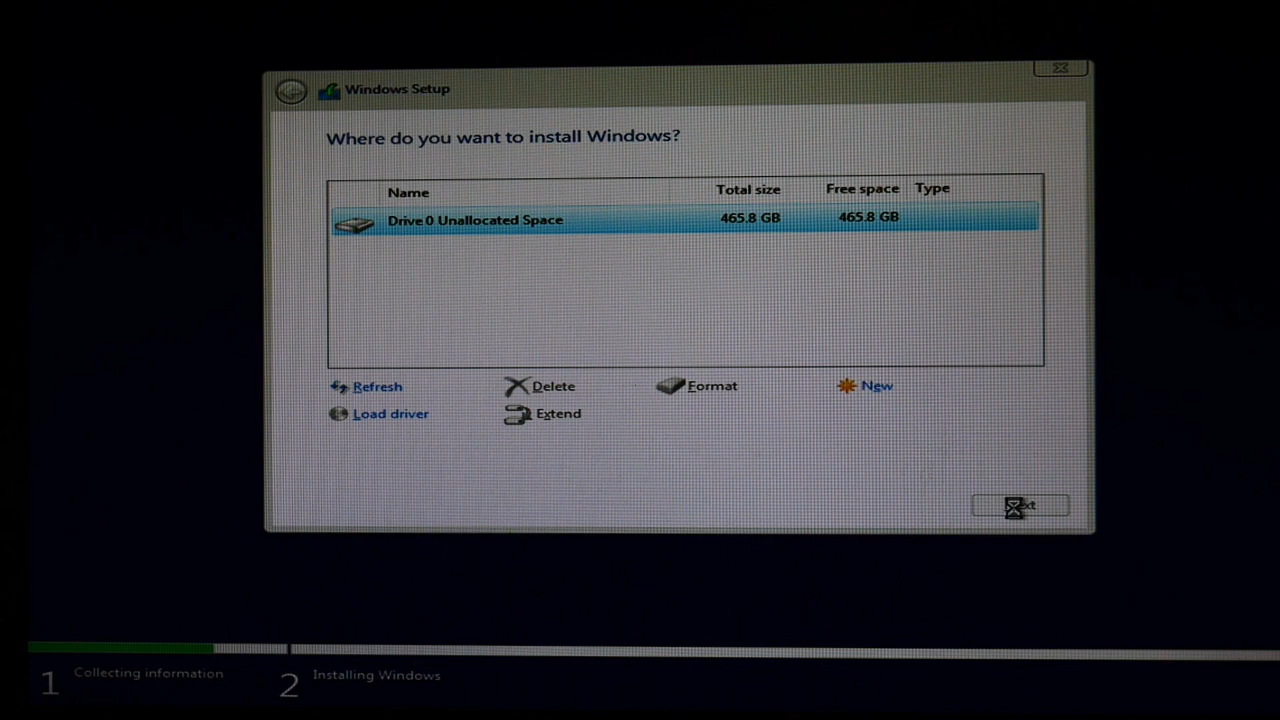 Windows Setup
Where do you want to install Windows?
Name Total size Free space Type
Drive 0 Unallocated Space 465.8 GB 465.8 GB
Refresh Delete Format New
Load driver Extend
1 Collecting information 2 Installing Windows